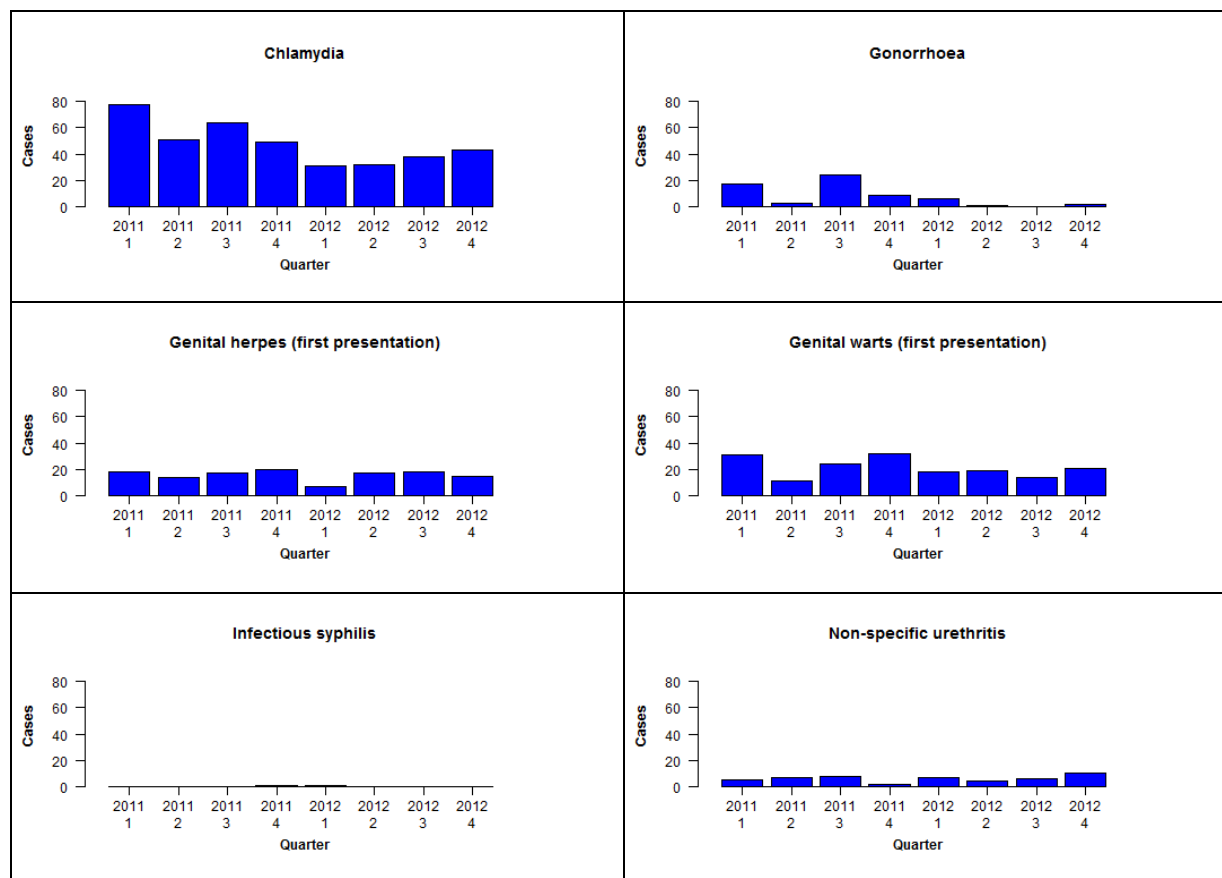 Chlamydia
Cases
80
60
40
20
0
2011 2011 2011 2011 2012 2012 2012 2012
1 2 3 4 1 2 3 4
Quarter
Gonorrhoea
Cases
80
60
40
20
0
2011 2011 2011 2011 2012 2012 2012 2012
1 2 3 4 1 2 3 4
Quarter
Genital herpes (first presentation)
Cases
80
60
40
20
0
2011 2011 2011 2011 2012 2012 2012 2012
1 2 3 4 1 2 3 4
Quarter
Genital warts (first presentation)
Cases
80
60
40
20
0
2011 2011 2011 2011 2012 2012 2012 2012
1 2 3 4 1 2 3 4
Quarter
Infectious syphilis
Cases
80
60
40
20
0
2011 2011 2011 2011 2012 2012 2012 2012
1 2 3 4 1 2 3 4
Quarter
Non-specific urethritis
Cases
80
60
40
20
0
2011 2011 2011 2011 2012 2012 2012 2012
1 2 3 4 1 2 3 4
Quarter